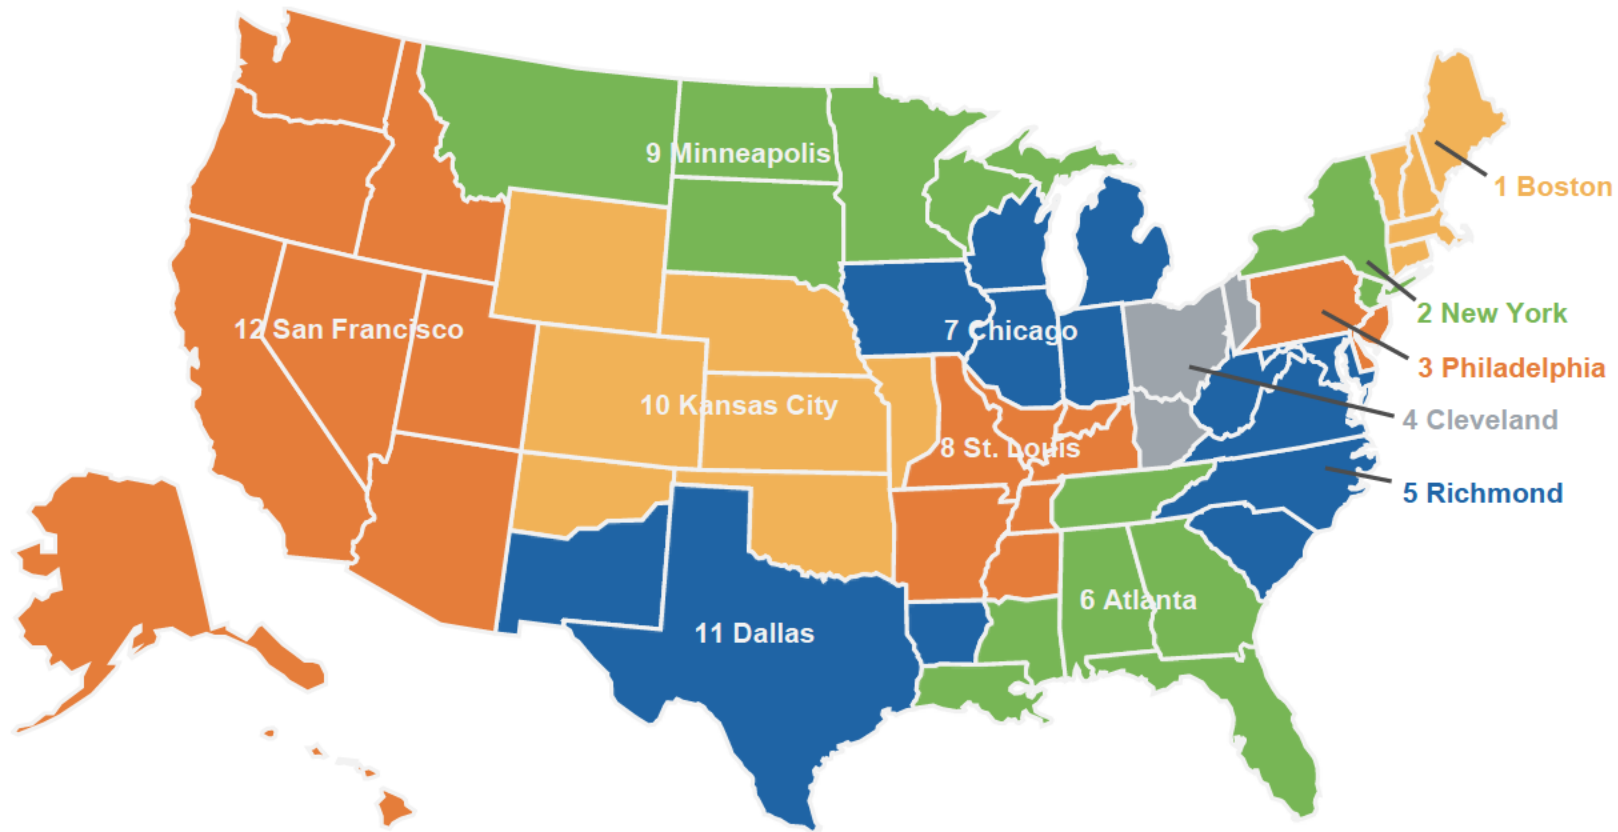 9 Minneapolis
1 Boston
2 New York
12 San Francisco
7 Chicago
3 Philadelphia
10 Kansas City
4 Cleveland
8 St. Louis
5 Richmond
6 Atlanta
11 Dallas